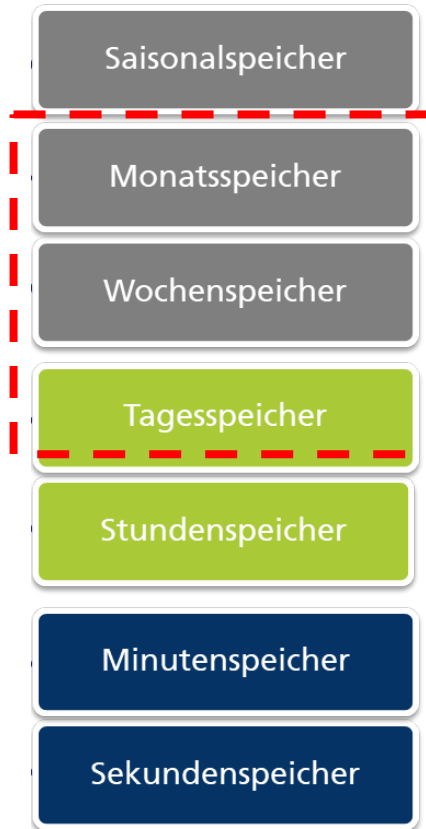 Saisonalspeicher
Monatsspeicher
Wochenspeicher
Tagesspeicher
Stundenspeicher
Minutenspeicher
Sekundenspeicher